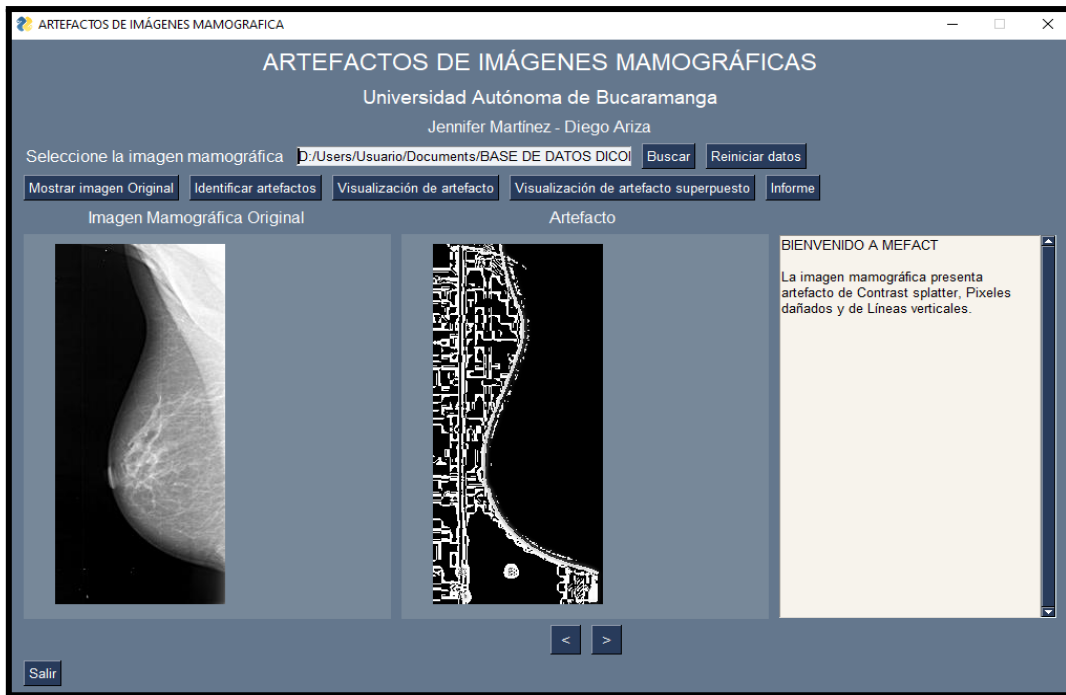 ARTEFACTOS DE IMÁGENES MAMOGRAFICA
ARTEFACTOS DE IMÁGENES MAMOGRÁFICAS
Universidad Autónoma de Bucaramanga
Jennifer Martínez - Diego Ariza
Seleccione la imagen mamográfica D:/Users/Usuario/Documents/BASE DE DATOS DICOI Buscar Reiniciar datos
Mostrar imagen Original Identificar artefactos Visualización de artefacto Visualización de artefacto superpuesto Informe
Imagen Mamográfica Original Artefacto
BIENVENIDO A MEFACT
La imagen mamográfica presenta
artefacto de Contrast splatter, Pixeles
dañados y de Líneas verticales.
< >
Salir